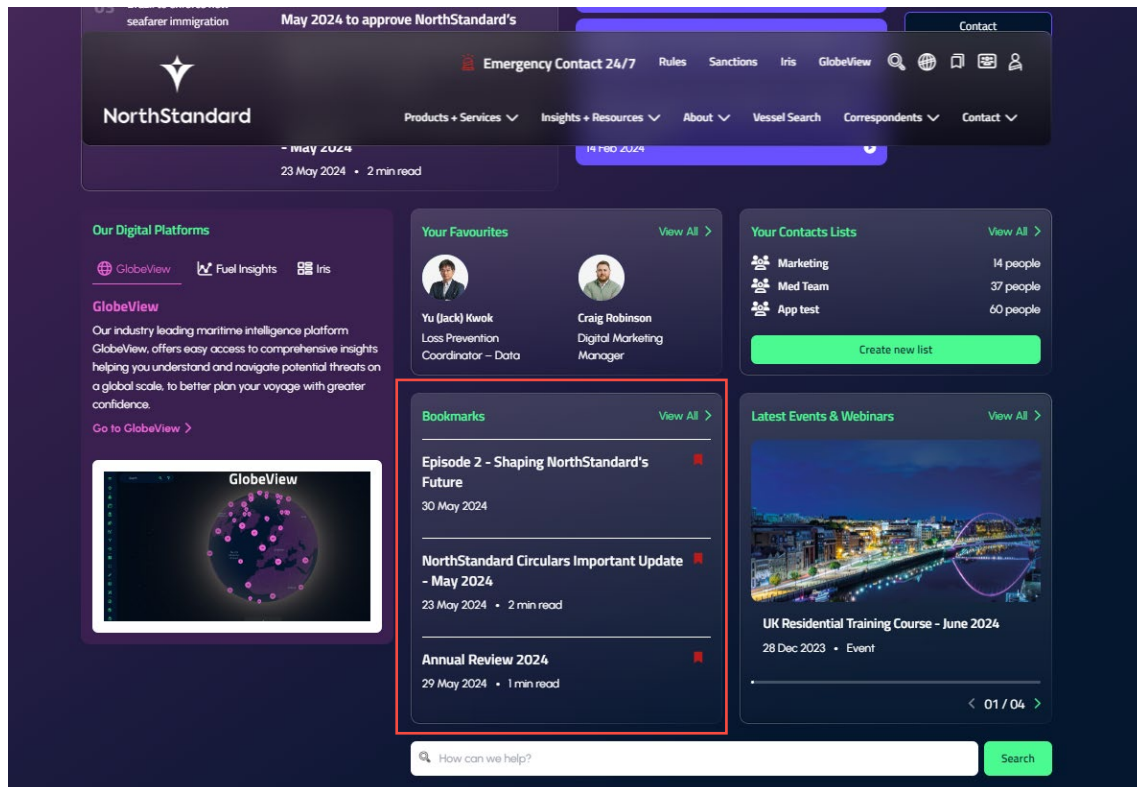 03
seafarer immigration
May 2024 to approve NorthStandard's
Contact
Emergency Contact 24/7
Rules
Sanctions
Iris
GlobeView
NorthStandard
Products + Services
Insights + Resources
About
Vessel Search
Correspondents
Contact
- May 2024
23 May 2024 • 2 min read
14 Feb 2024
Our Digital Platforms
GlobeView
Fuel Insights
Iris
GlobeView
Our industry leading maritime intelligence platform
GlobeView, offers easy access to comprehensive insights
helping you understand and navigate potential threats on
a global scale, to better plan your voyage with greater
confidence.
Go to GlobeView
GlobeView
Your Favourites
View All
Yu (Jack) Kwok
Loss Prevention
Coordinator – Data
Craig Robinson
Digital Marketing
Manager
Your Contacts Lists
View All
Marketing
14 people
Med Team
37 people
App test
60 people
Create new list
Bookmarks
View All
Episode 2 - Shaping NorthStandard's
Future
30 May 2024
NorthStandard Circulars Important Update
- May 2024
23 May 2024 • 2 min read
Annual Review 2024
29 May 2024 • 1 min read
Latest Events & Webinars
View All
UK Residential Training Course - June 2024
28 Dec 2023 • Event
01 / 04
How can we help?
Search